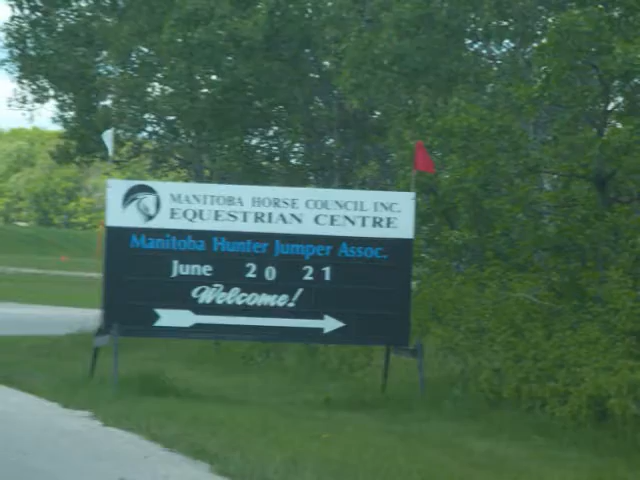 MANITOBA HORSE COUNCIL INC.
EQUESTRIAN CENTRE
Manitoba Hunter Jumper Assoc.
June 20 21
Welcome!